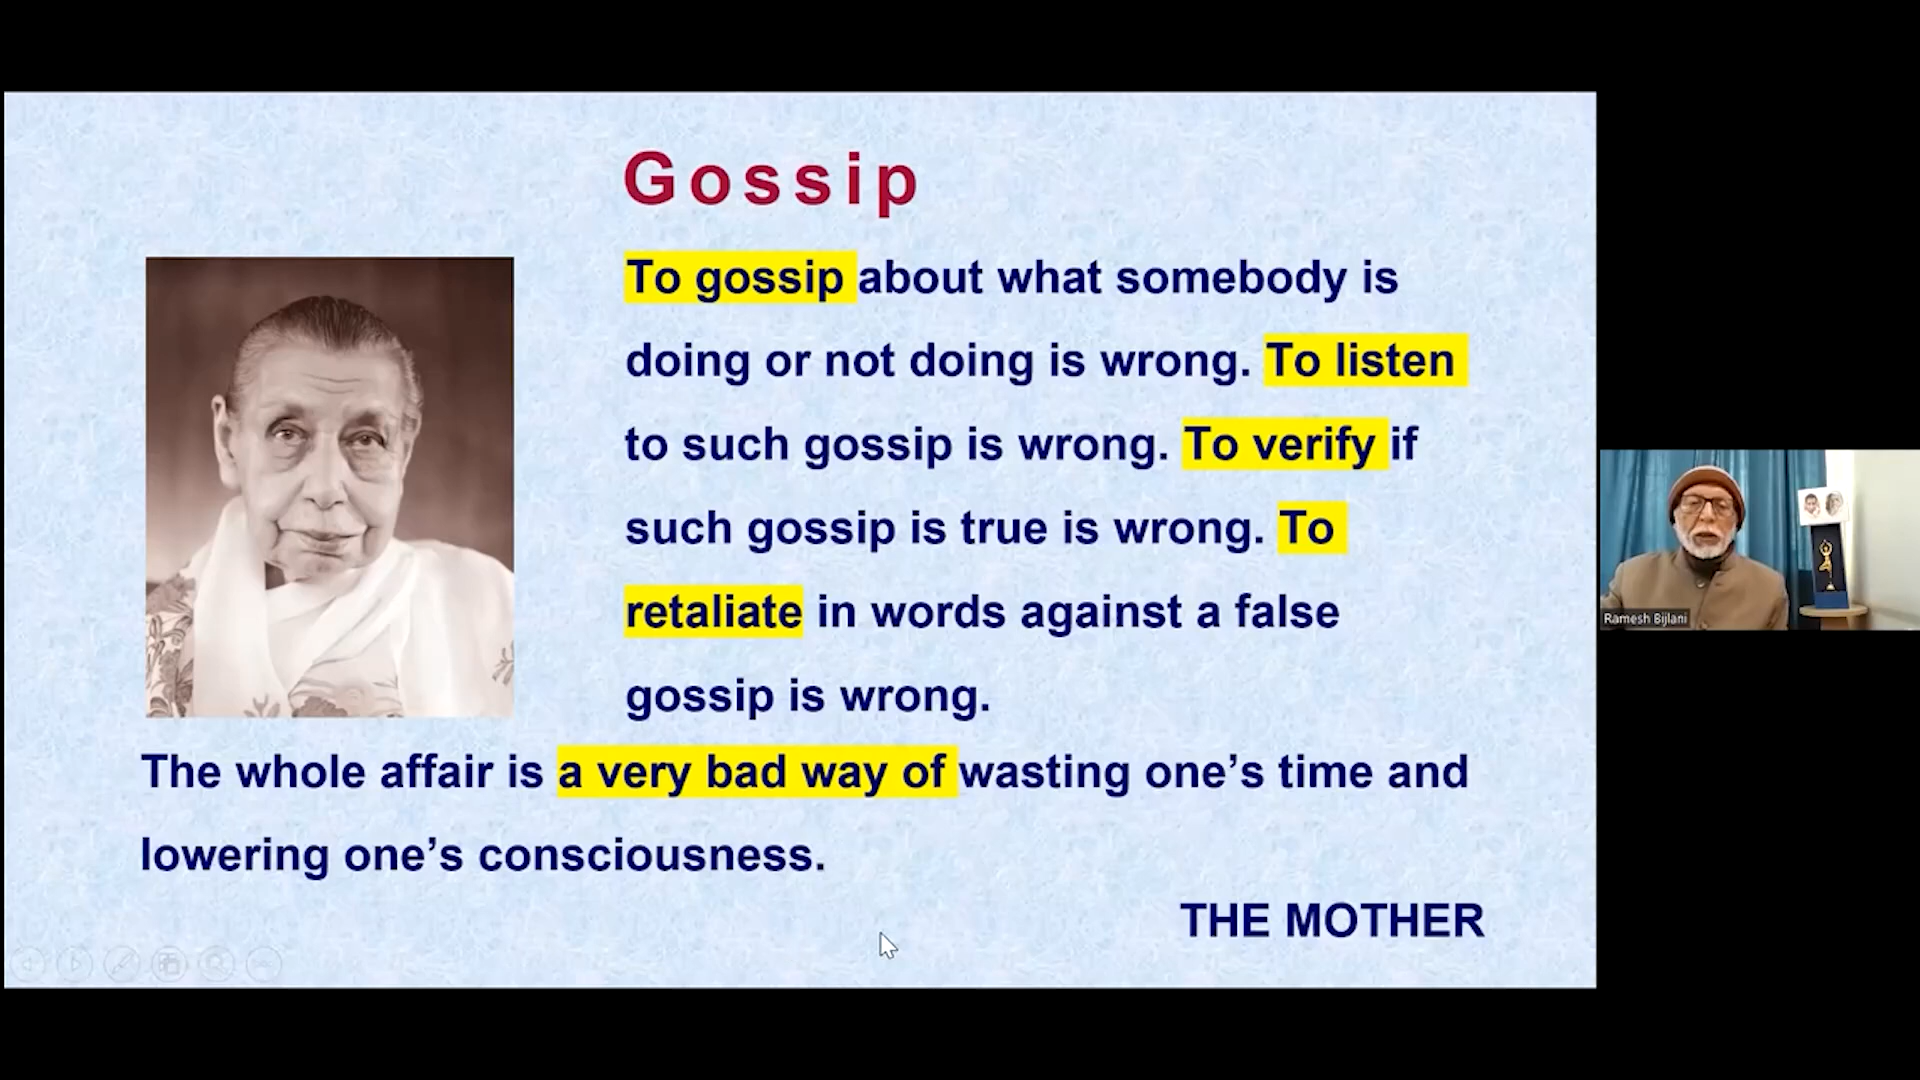 Gossip
To gossip about what somebody is
doing or not doing is wrong. To listen
to such gossip is wrong. To verify if
such gossip is true is wrong. To
retaliate in words against a false
gossip is wrong.
The whole affair is a very bad way of wasting one’s time and
lowering one’s consciousness.
THE MOTHER
Ramesh Bijlani